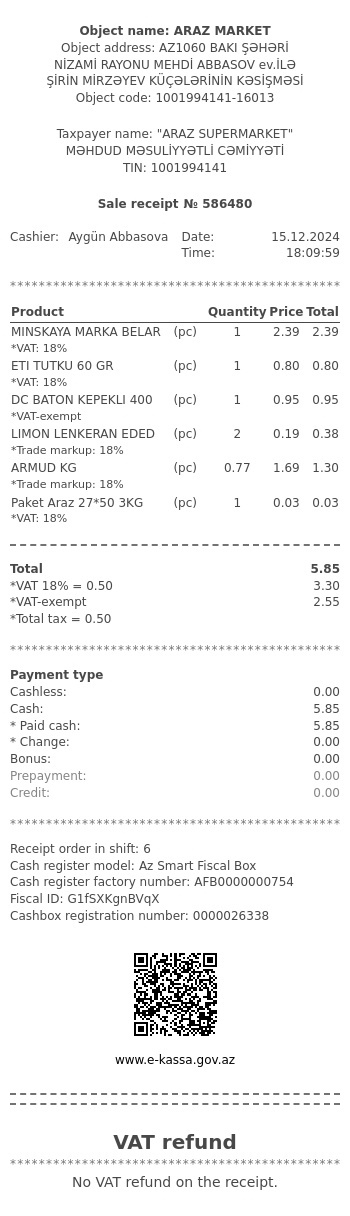 Object name: ARAZ MARKET
Object address: AZ1060 BAKI ŞƏHƏRİ
NİZAMİ RAYONU MEHDİ ABBASOV ev.İLƏ
ŞİRİN MİRZƏYEV KÜÇƏLƏRİNİN KƏSİŞMƏSİ
Object code: 1001994141-16013
Taxpayer name: "ARAZ SUPERMARKET"
MƏHDUD MƏSULİYYƏTLİ CƏMİYYƏTİ
TIN: 1001994141
Sale receipt № 586480
Cashier: Aygün Abbasova Date: 15.12.2024
Time: 18:09:59
**********************************************
Product Quantity Price Total
MINSKAYA MARKA BELAR (pc) 1 2.39 2.39
*VAT: 18%
ETI TUTKU 60 GR (pc) 1 0.80 0.80
*VAT: 18%
DC BATON KEPEKLI 400 (pc) 1 0.95 0.95
*VAT-exempt
LIMON LENKERAN EDED (pc) 2 0.19 0.38
*Trade markup: 18%
ARMUD KG (pc) 0.77 1.69 1.30
*Trade markup: 18%
Paket Araz 27*50 3KG (pc) 1 0.03 0.03
*VAT: 18%
Total 5.85
*VAT 18% = 0.50 3.30
*VAT-exempt 2.55
*Total tax = 0.50
**********************************************
Payment type
Cashless: 0.00
Cash: 5.85
* Paid cash: 5.85
* Change: 0.00
Bonus: 0.00
Prepayment: 0.00
Credit: 0.00
**********************************************
Receipt order in shift: 6
Cash register model: Az Smart Fiscal Box
Cash register factory number: AFB0000000754
Fiscal ID: G1fSXKgnBVqX
Cashbox registration number: 0000026338
www.e-kassa.gov.az
VAT refund
**********************************************
No VAT refund on the receipt.